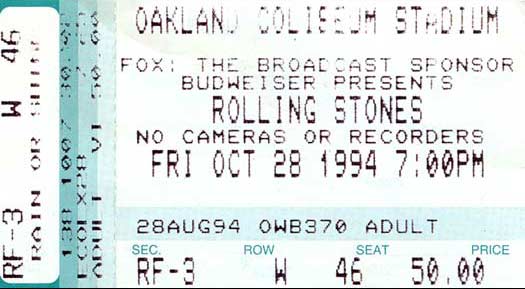 OAKLAND COLISEUM STADIUM
FOX: THE BROADCAST SPONSOR
BUDWEISER PRESENTS
ROLLING STONES
NO CAMERAS OR RECORDERS
FRI OCT 28 1994 7:00PM
28AUG94 OWB370 ADULT
SEC. ROW SEAT PRICE
RF-3 W 46 50.00
RF-3 W 46
RAIN OR SHINE
ADULT